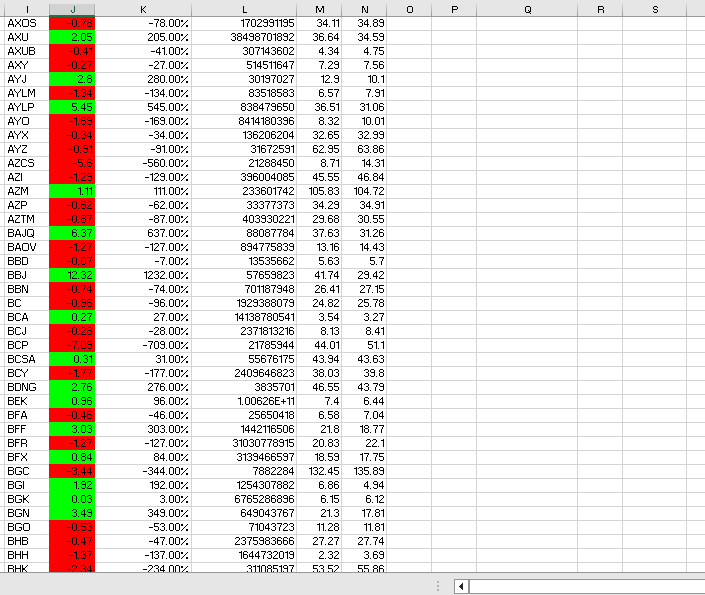 I J K L M N O P Q R S
AXOS -0.78 -78.00% 1702991195 34.11 34.89
AXU 2.05 205.00% 38498701892 36.64 34.59
AXUB -0.41 -41.00% 307143602 4.34 4.75
AXY -0.27 -27.00% 514511647 7.29 7.56
AYJ 2.8 280.00% 30197027 12.9 10.1
AYLM -1.34 -134.00% 83518583 6.57 7.91
AYLP 5.45 545.00% 838479650 36.51 31.06
AYO -1.69 -169.00% 8414180396 8.32 10.01
AYX -0.34 -34.00% 136206204 32.65 32.99
AYZ -0.91 -91.00% 31672591 62.95 63.86
AZCS -5.6 -560.00% 21288450 8.71 14.31
AZI -1.29 -129.00% 396004085 45.55 46.84
AZM 1.11 111.00% 233601742 105.83 104.72
AZP -0.62 -62.00% 33377373 34.29 34.91
AZTM -0.87 -87.00% 403930221 29.68 30.55
BAJQ 6.37 637.00% 88087784 37.63 31.26
BAOV -1.27 -127.00% 894775839 13.16 14.43
BBD -0.07 -7.00% 13535662 5.63 5.7
BBJ 12.32 1232.00% 57659823 41.74 29.42
BBN -0.74 -74.00% 701187948 26.41 27.15
BC -0.96 -96.00% 1929388079 24.82 25.78
BCA 0.27 27.00% 14138780541 3.54 3.27
BCJ -0.28 -28.00% 2371813216 8.13 8.41
BCP -7.09 -709.00% 21785944 44.01 51.1
BCSA 0.31 31.00% 55676175 43.94 43.63
BCY -1.77 -177.00% 2409646823 38.03 39.8
BDNG 2.76 276.00% 3835701 46.55 43.79
BEK 0.96 96.00% 1.00626E+11 7.4 6.44
BFA -0.46 -46.00% 25650418 6.58 7.04
BFF 3.03 303.00% 1442116506 21.8 18.77
BFR -1.27 -127.00% 31030778915 20.83 22.1
BFX 0.84 84.00% 3139466597 18.59 17.75
BGC -3.44 -344.00% 7882284 132.45 135.89
BGI 1.92 192.00% 1254307882 6.86 4.94
BGK 0.03 3.00% 6765286896 6.15 6.12
BGN 3.49 349.00% 649043767 21.3 17.81
BGO -0.53 -53.00% 71043723 11.28 11.81
BHB -0.47 -47.00% 2375983666 27.27 27.74
BHH -1.37 -137.00% 1644732019 2.32 3.69
BHK -2.34 -234.00% 311085197 53.52 55.86